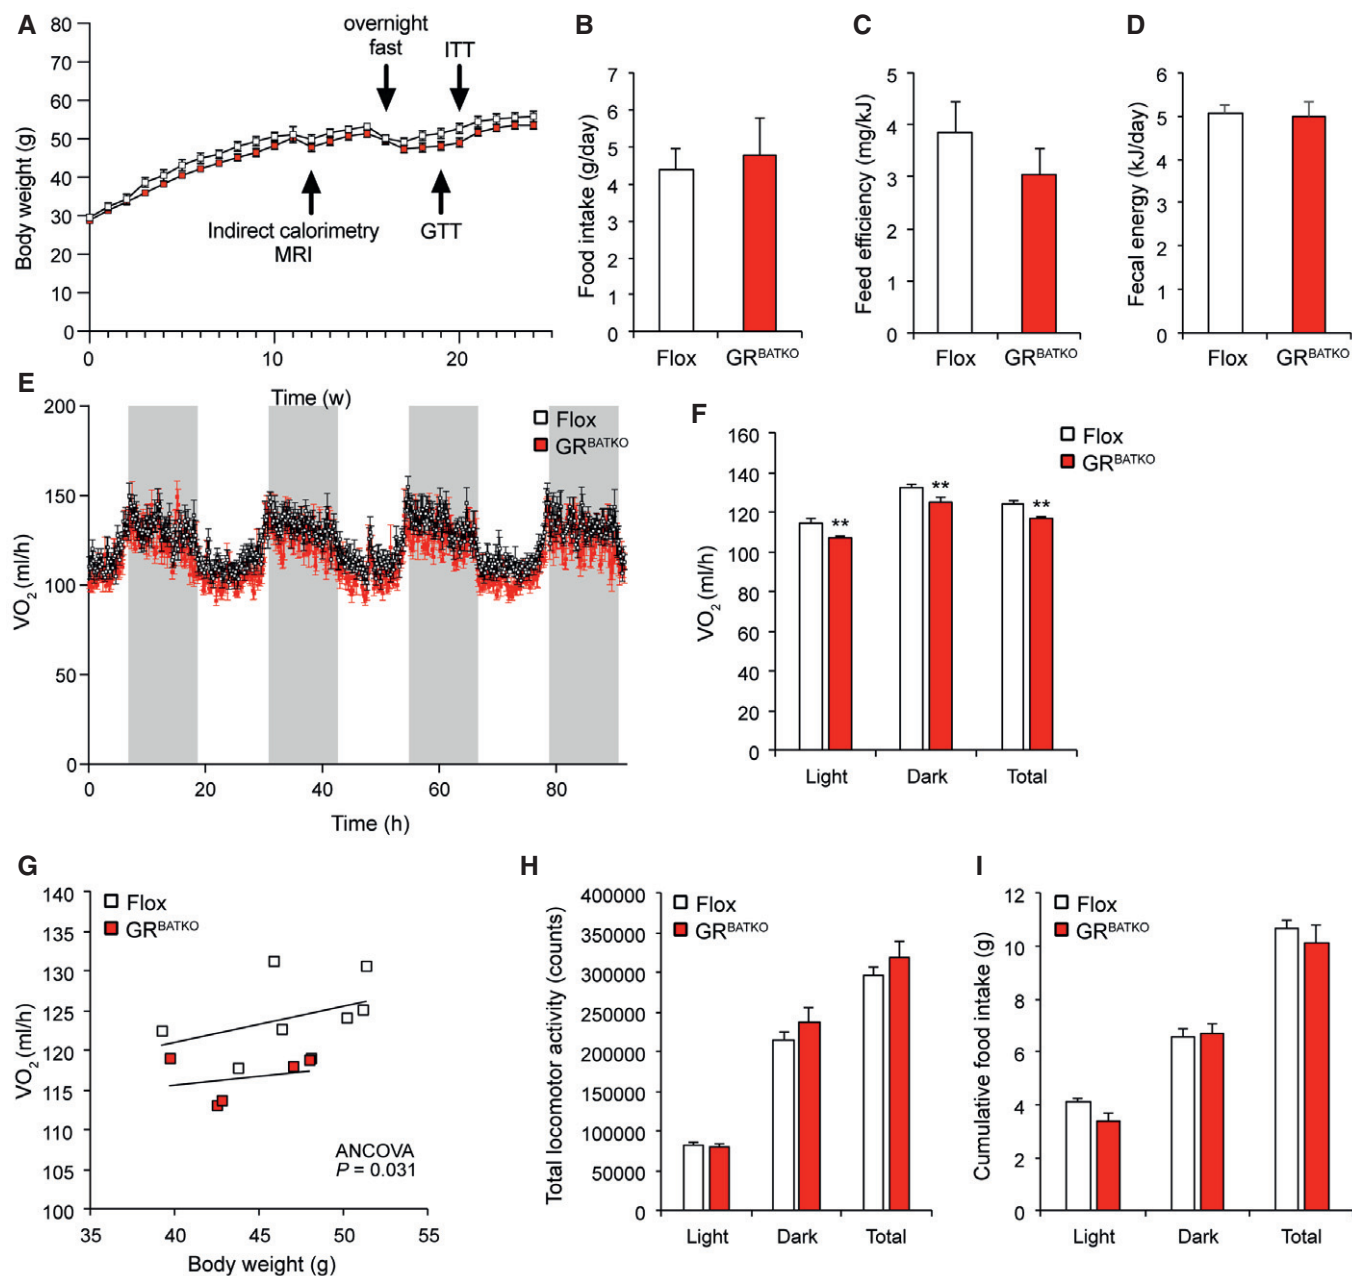 A
80
70
60
50
40
30
20
10
0
Body weight (g)
overnight
fast
ITT
Indirect calorimetry
MRI
GTT
0
10
20
Time (w)
B
7
6
5
4
3
2
1
0
Food intake (g/day)
Flox
GRBATKO
C
5
4
3
2
1
0
Feed efficiency (mg/kJ)
Flox
GRBATKO
D
6
5
4
3
2
1
0
Fecal energy (kJ/day)
Flox
GRBATKO
E
200
150
100
50
0
VO2 (ml/h)
Flox
GRBATKO
0
20
40
60
80
Time (h)
F
160
140
120
100
80
60
40
20
0
VO2 (ml/h)
Flox
GRBATKO
**
**
**
Light
Dark
Total
G
140
135
130
125
120
115
110
105
100
VO2 (ml/h)
Flox
GRBATKO
ANCOVA
P = 0.031
35
40
45
50
55
Body weight (g)
H
400000
350000
300000
250000
200000
150000
100000
50000
0
Total locomotor activity (counts)
Flox
GRBATKO
Light
Dark
Total
I
12
10
8
6
4
2
0
Cumulative food intake (g)
Flox
GRBATKO
Light
Dark
Total